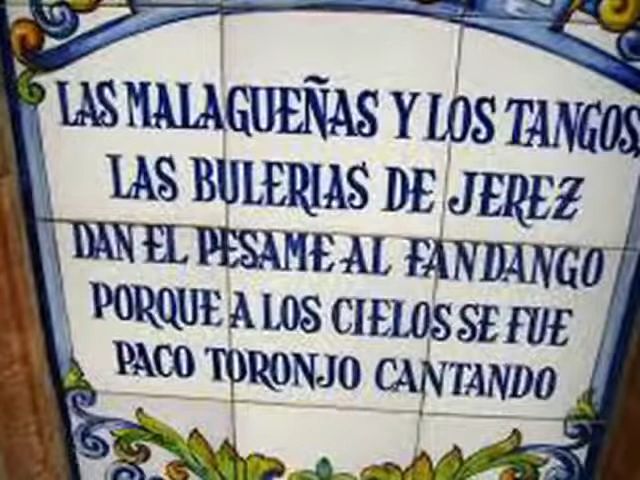 LAS MALAGUEÑAS Y LOS TANGOS,
LAS BULERIAS DE JEREZ
DAN EL PESAME AL FANDANGO
PORQUE A LOS CIELOS SE FUE
PACO TORONJO CANTANDO